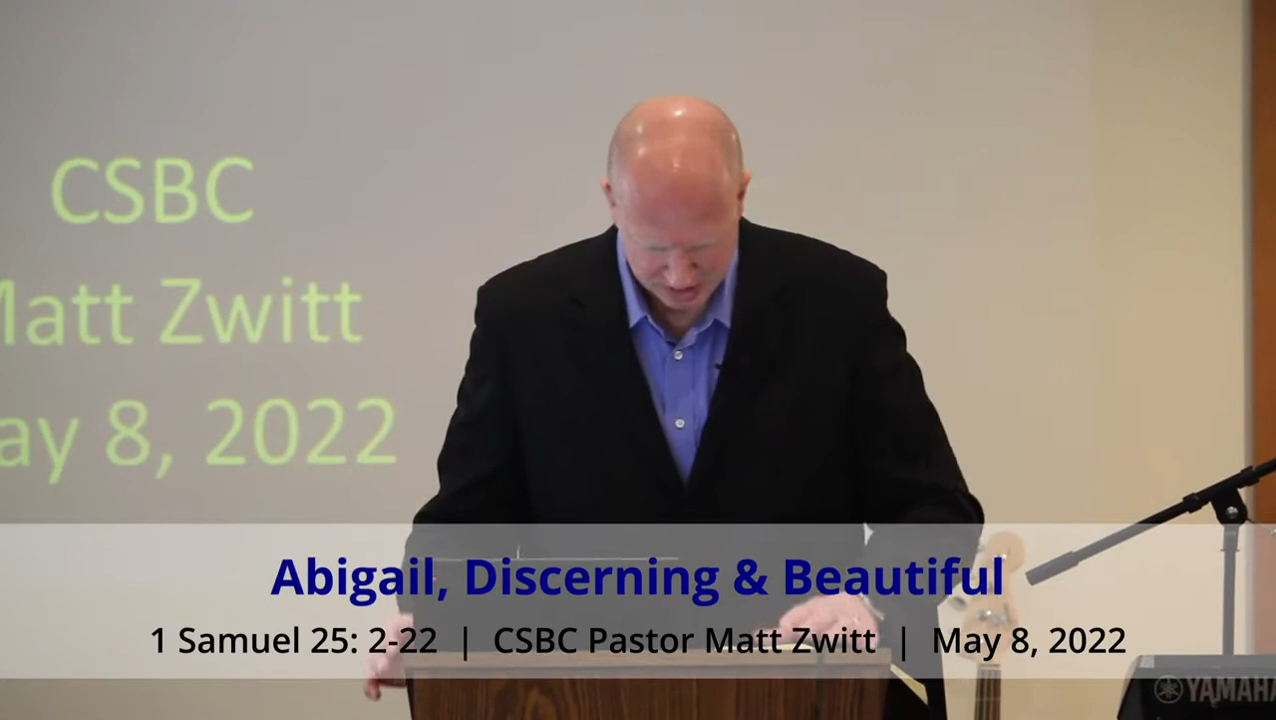 CSBC
Matt Zwitt
May 8, 2022
Abigail, Discerning & Beautiful
1 Samuel 25: 2-22 | CSBC Pastor Matt Zwitt | May 8, 2022
YAMAHA